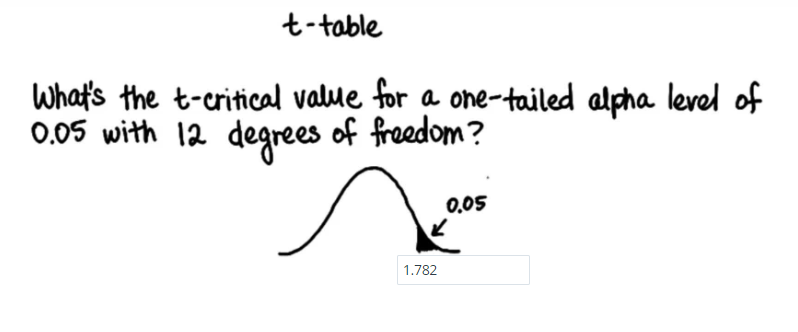 t-table
What's the t-critical value for a one-tailed alpha level of
0.05 with 12 degrees of freedom?
0.05
1.782